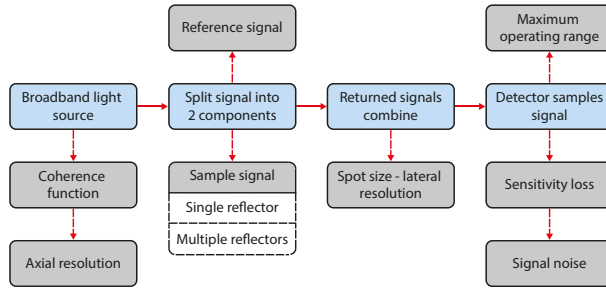 Reference signal
Maximum
operating range
Broadband light
source
Split signal into
2 components
Returned signals
combine
Detector samples
signal
Coherence
function
Sample signal
Single reflector
Multiple reflectors
Spot size - lateral
resolution
Sensitivity loss
Axial resolution
Signal noise